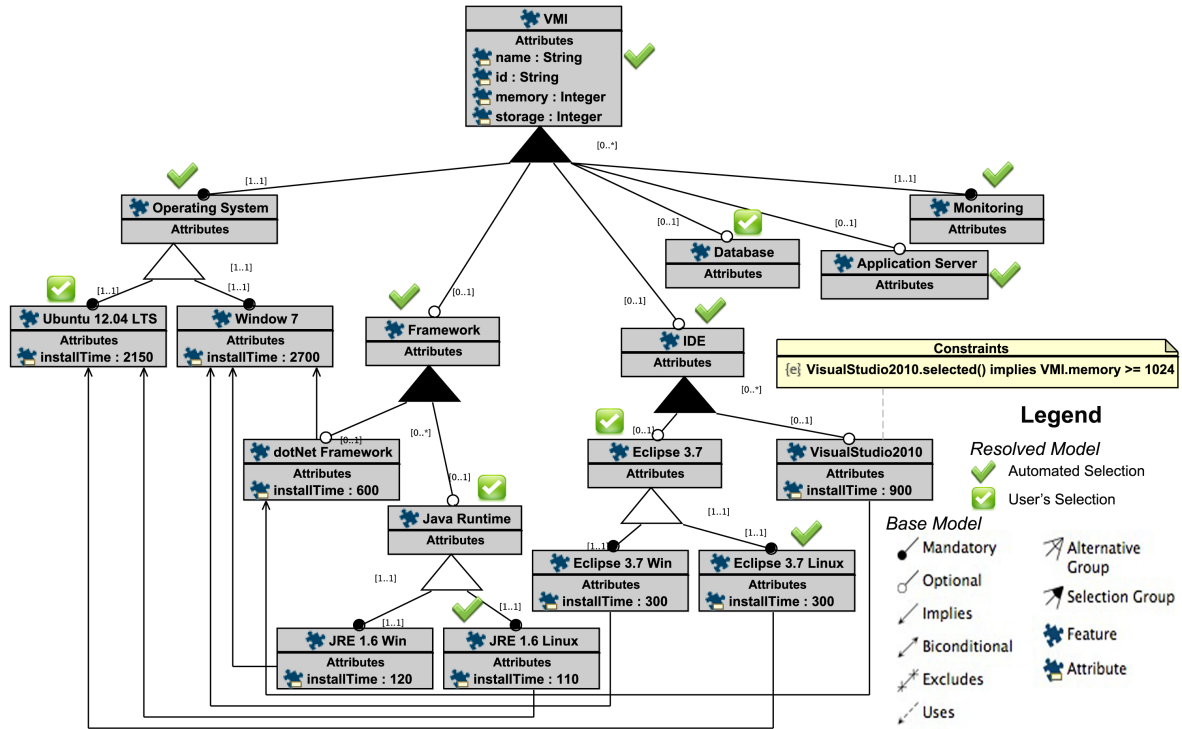 VMI
Attributes
name : String
id : String
memory : Integer
storage : Integer
[0..*]
[1..1]
[1..1]
Operating System
Attributes
Monitoring
Attributes
[0..1]
[0..1]
Database
Attributes
Application Server
Attributes
[1..1]
[1..1]
[1..1]
[0..1]
[0..1]
Ubuntu 12.04 LTS
Attributes
installTime : 2150
Window 7
Attributes
installTime : 2700
Framework
Attributes
IDE
Attributes
Constraints
{e} VisualStudio2010.selected() implies VMI.memory >= 1024
[0..*]
[0..1]
[0..*]
[0..1]
dotNet Framework
Attributes
installTime : 600
Eclipse 3.7
Attributes
VisualStudio2010
Attributes
installTime : 900
[0..1]
Java Runtime
Attributes
[1..1]
[1..1]
[1..1]
Eclipse 3.7 Win
Attributes
installTime : 300
Eclipse 3.7 Linux
Attributes
installTime : 300
[1..1]
[1..1]
JRE 1.6 Win
Attributes
installTime : 120
JRE 1.6 Linux
Attributes
installTime : 110
Legend
Resolved Model
Automated Selection
User's Selection
Base Model
Mandatory
Optional
Implies
Biconditional
Excludes
Uses
Alternative
Group
Selection Group
Feature
Attribute